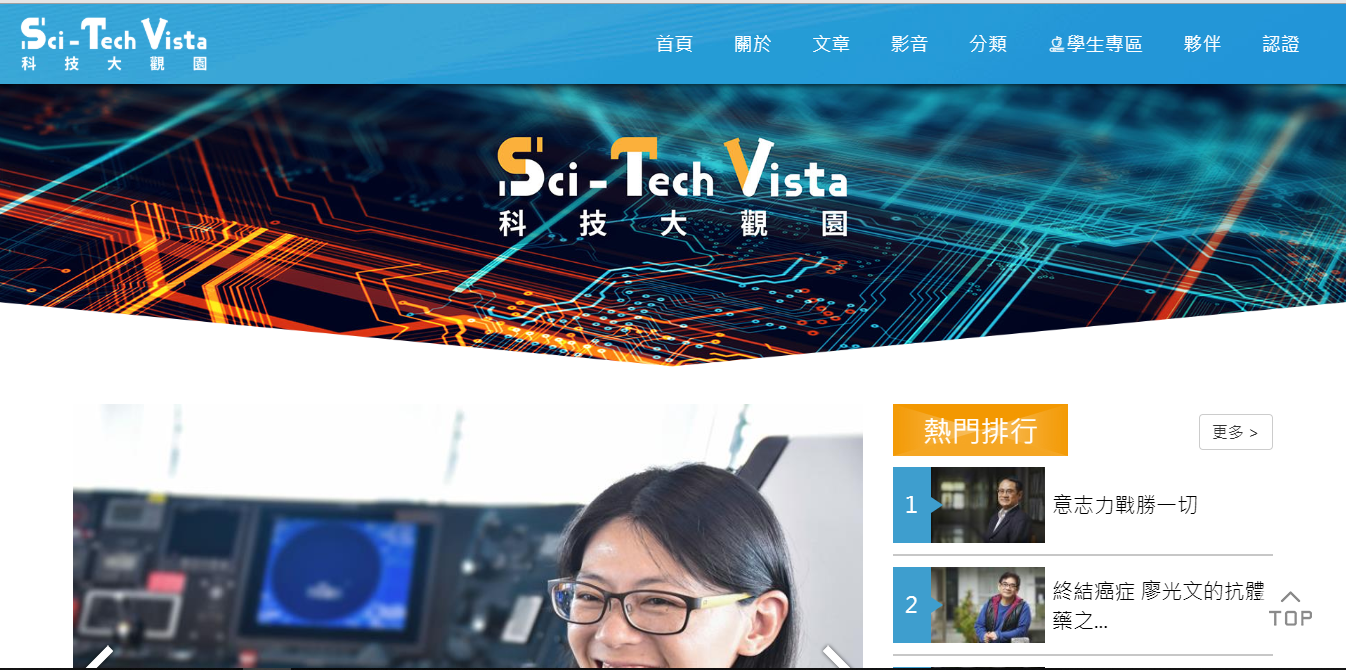 Sci-Tech Vista
科技大觀園
首頁 關於 文章 影音 分類 學生專區 夥伴 認證
Sci-Tech Vista
科技大觀園
熱門排行
更多 >
1
意志力戰勝一切
2
終結癌症 廖光文的抗體
藥之...
TOP